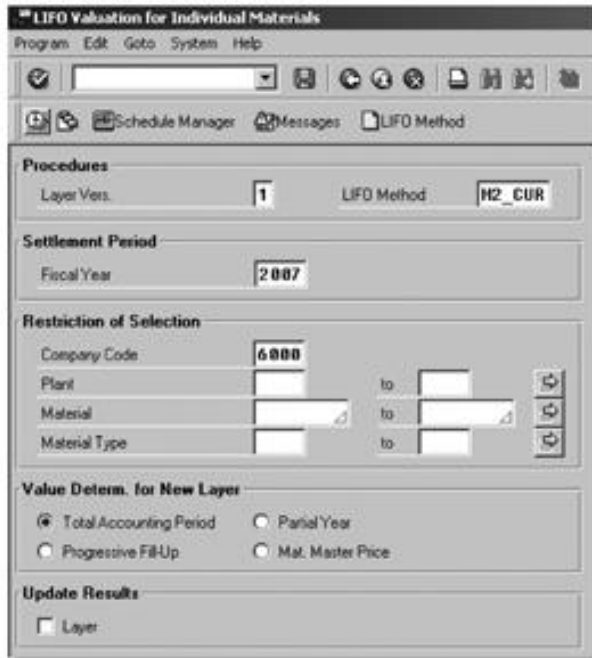 LIFO Valuation for Individual Materials
Program Edit Goto System Help
Schedule Manager Messages LIFO Method
Procedures
Layer Vers. 1 LIFO Method M2_CUR
Settlement Period
Fiscal Year 2007
Restriction of Selection
Company Code 6000
Plant to
Material to
Material Type to
Value Determ. for New Layer
Total Accounting Period Partial Year
Progressive Fill-Up Mat. Master Price
Update Results
Layer